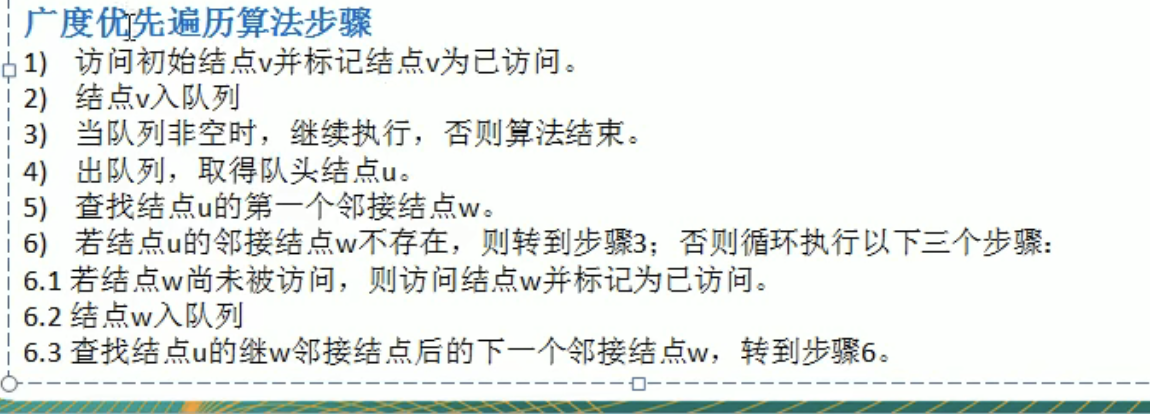 广度优先遍历算法步骤
1) 访问初始结点v并标记结点v为已访问。
2) 结点v入队列
3) 当队列非空时，继续执行，否则算法结束。
4) 出队列，取得队头结点u。
5) 查找结点u的第一个邻接结点w。
6) 若结点u的邻接结点w不存在，则转到步骤3；否则循环执行以下三个步骤：
6.1 若结点w尚未被访问，则访问结点w并标记为已访问。
6.2 结点w入队列
6.3 查找结点u的继w邻接结点后的下一个邻接结点w，转到步骤6。